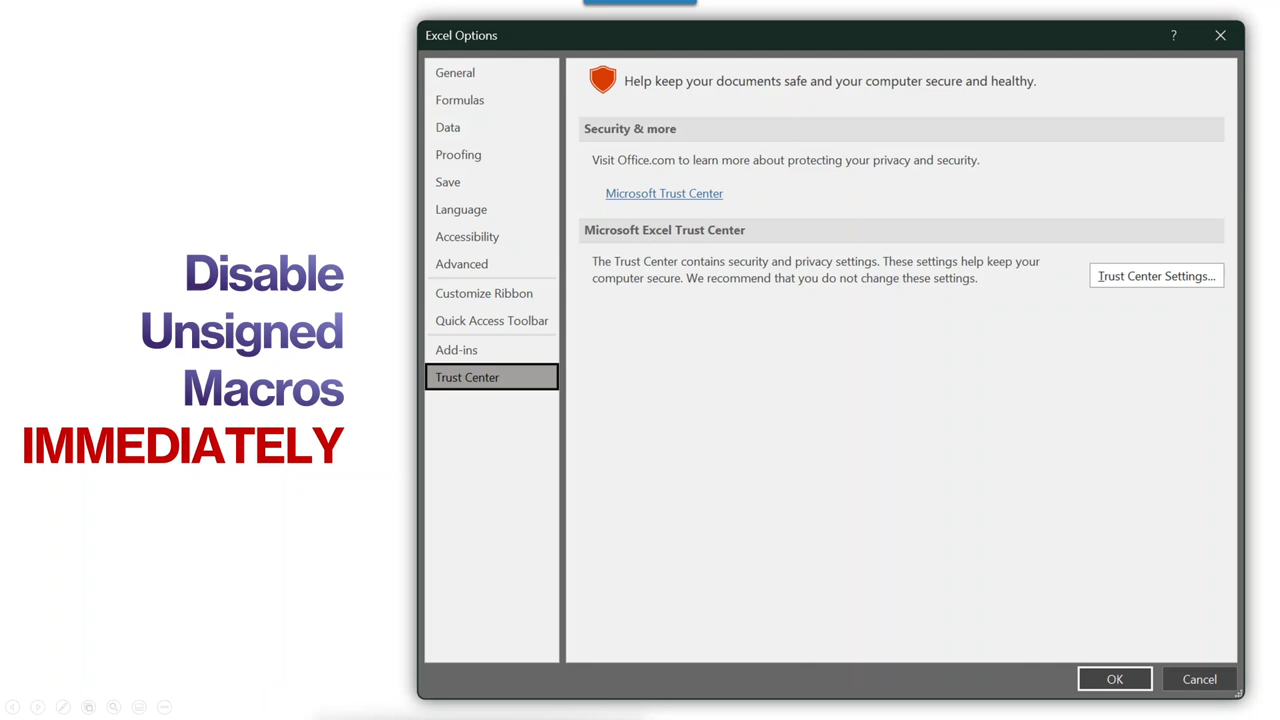 Disable
Unsigned
Macros
IMMEDIATELY
Excel Options
?
General
Formulas
Data
Proofing
Save
Language
Accessibility
Advanced
Customize Ribbon
Quick Access Toolbar
Add-ins
Trust Center
Help keep your documents safe and your computer secure and healthy.
Security & more
Visit Office.com to learn more about protecting your privacy and security.
Microsoft Trust Center
Microsoft Excel Trust Center
The Trust Center contains security and privacy settings. These settings help keep your
computer secure. We recommend that you do not change these settings.
Trust Center Settings...
OK
Cancel